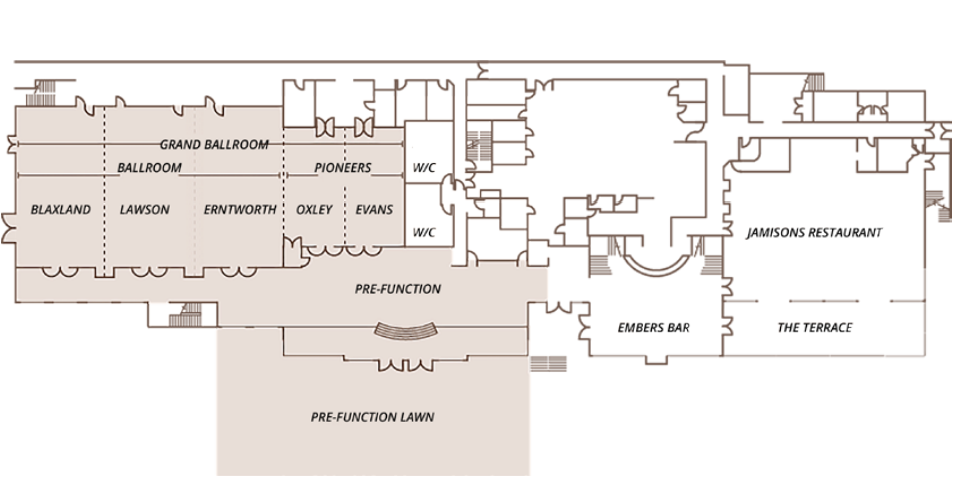 GRAND BALLROOM
BALLROOM
PIONEERS
W/C
BLAXLAND
LAWSON
ERNTWORTH
OXLEY
EVANS
W/C
JAMISONS RESTAURANT
PRE-FUNCTION
EMBERS BAR
THE TERRACE
PRE-FUNCTION LAWN